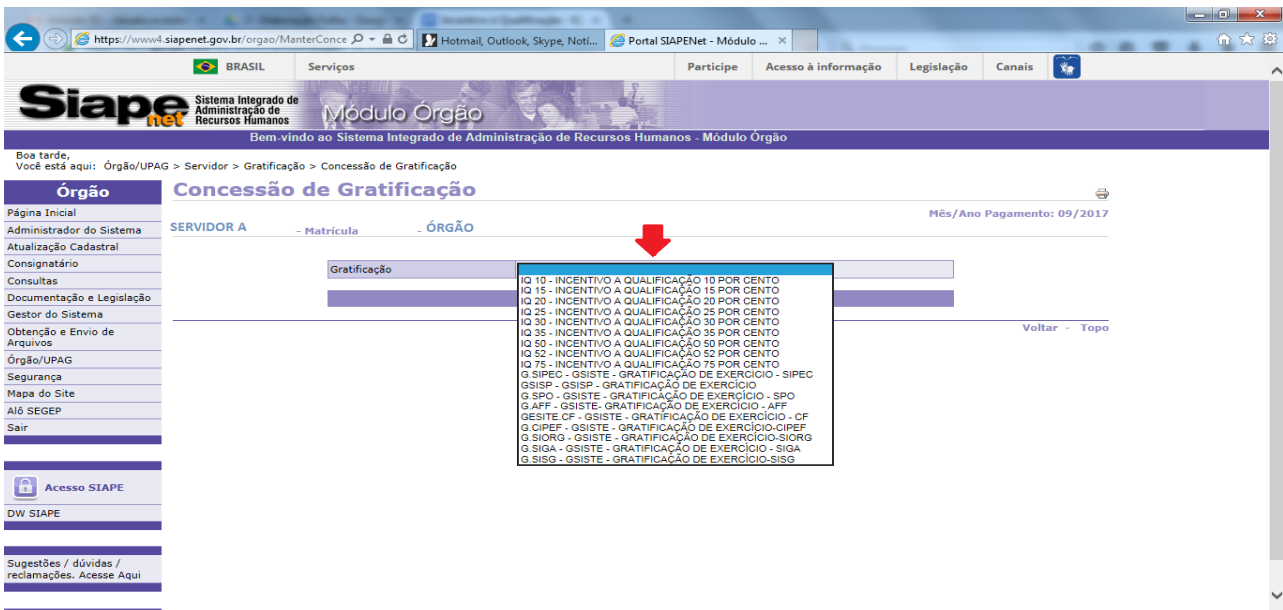 https://www4.siapenet.gov.br/orgao/ManterConce
Hotmail, Outlook, Skype, Notí...
Portal SIAPENet - Módulo ...
BRASIL
Serviços
Participe
Acesso à informação
Legislação
Canais
Siape net
Sistema Integrado de
Administração de
Recursos Humanos
Módulo Órgão
Bem-vindo ao Sistema Integrado de Administração de Recursos Humanos - Módulo Órgão
Boa tarde,
Você está aqui: Órgão/UPAG > Servidor > Gratificação > Concessão de Gratificação
Órgão
Página Inicial
Administrador do Sistema
Atualização Cadastral
Consignatário
Consultas
Documentação e Legislação
Gestor do Sistema
Obtenção e Envio de
Arquivos
Órgão/UPAG
Segurança
Mapa do Site
Alô SEGEP
Sair
Acesso SIAPE
DW SIAPE
Sugestões / dúvidas /
reclamações. Acesse Aqui
Concessão de Gratificação
Mês/Ano Pagamento: 09/2017
SERVIDOR A - Matrícula - ÓRGÃO
Gratificação
IQ 10 - INCENTIVO A QUALIFICAÇÃO 10 POR CENTO
IQ 15 - INCENTIVO A QUALIFICAÇÃO 15 POR CENTO
IQ 20 - INCENTIVO A QUALIFICAÇÃO 20 POR CENTO
IQ 25 - INCENTIVO A QUALIFICAÇÃO 25 POR CENTO
IQ 30 - INCENTIVO A QUALIFICAÇÃO 30 POR CENTO
IQ 35 - INCENTIVO A QUALIFICAÇÃO 35 POR CENTO
IQ 50 - INCENTIVO A QUALIFICAÇÃO 50 POR CENTO
IQ 52 - INCENTIVO A QUALIFICAÇÃO 52 POR CENTO
IQ 75 - INCENTIVO A QUALIFICAÇÃO 75 POR CENTO
G.SIPEC - GSISTE - GRATIFICAÇÃO DE EXERCÍCIO - SIPEC
GSISP - GSISP - GRATIFICAÇÃO DE EXERCÍCIO
G.SPO - GSISTE - GRATIFICAÇÃO DE EXERCÍCIO - SPO
G.AFF - GSISTE- GRATIFICAÇÃO DE EXERCÍCIO - AFF
GESITE.CF - GSISTE - GRATIFICAÇÃO DE EXERCÍCIO - CF
G.CIPEF - GSISTE - GRATIFICAÇÃO DE EXERCÍCIO-CIPEF
G.SIORG - GSISTE - GRATIFICAÇÃO DE EXERCÍCIO-SIORG
G.SIGA - GSISTE - GRATIFICAÇÃO DE EXERCÍCIO - SIGA
G.SISG - GSISTE - GRATIFICAÇÃO DE EXERCÍCIO-SISG
Voltar - Topo